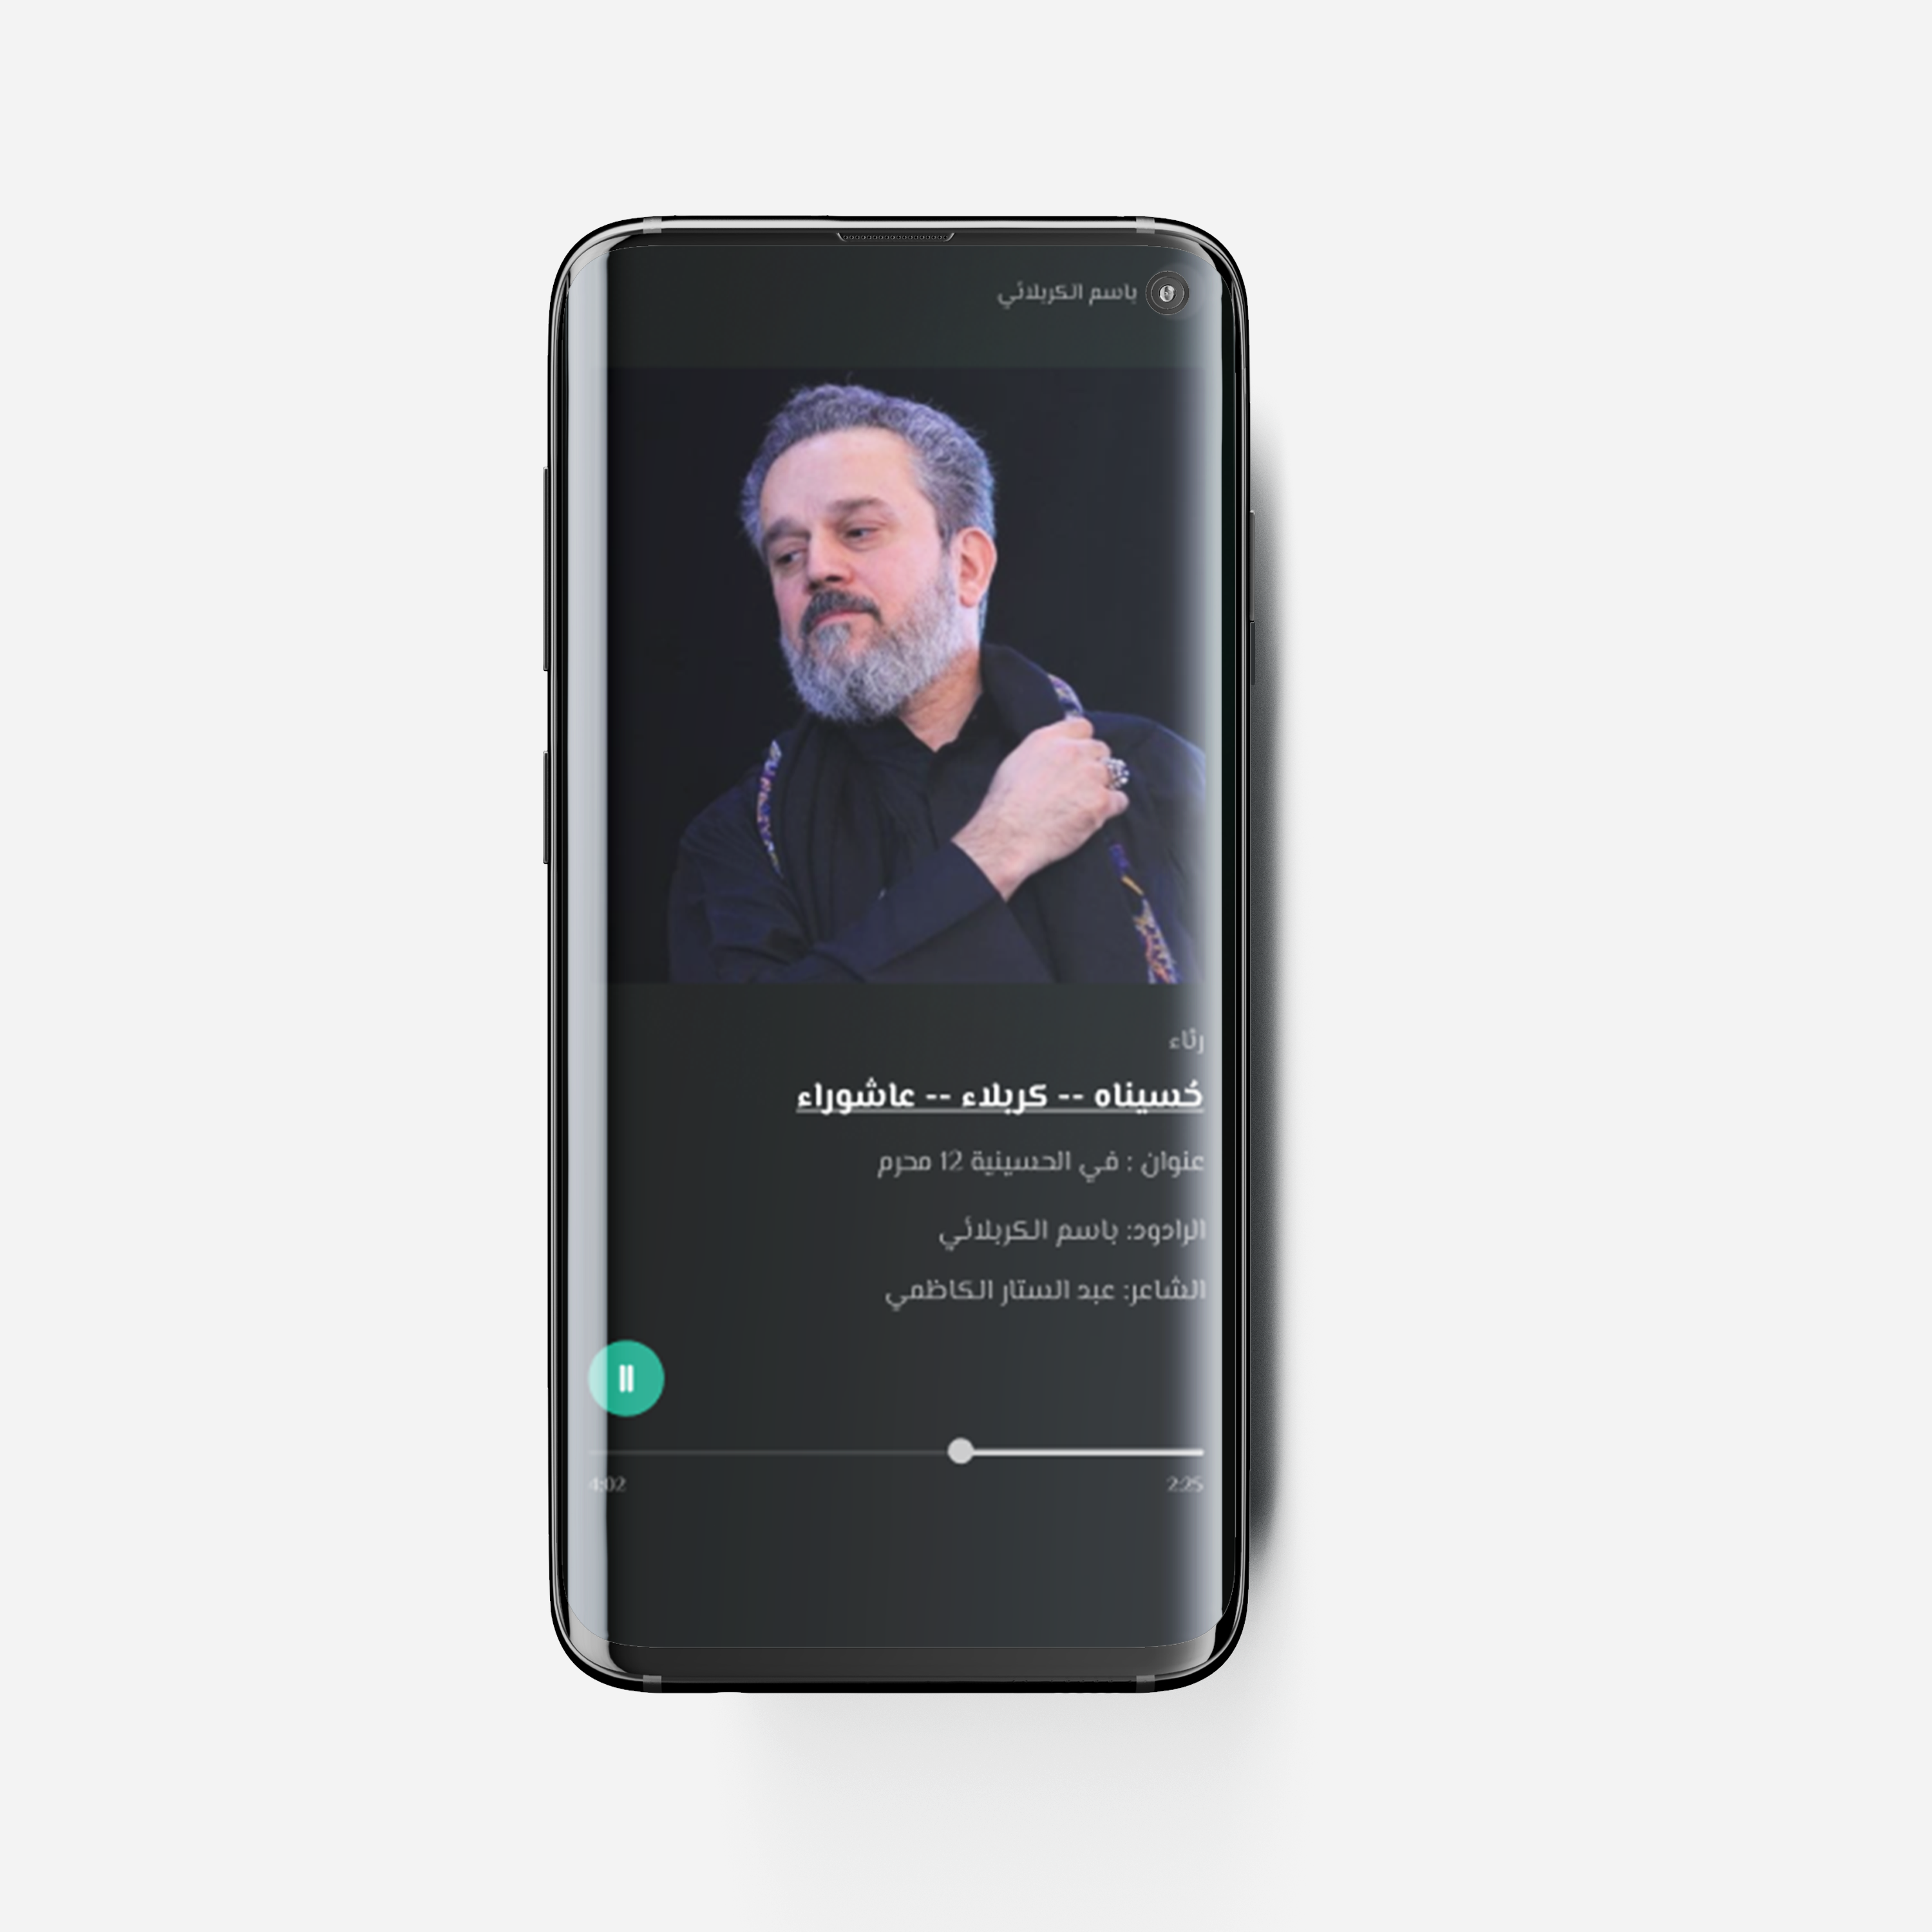 باسم الكربلائي
رثاء
حُسيناه -- كربلاء -- عاشوراء
عنوان : في الحسينية 12 محرم
الرادود: باسم الكربلائي
الشاعر: عبد الستار الكاظمي
2:25
4:02